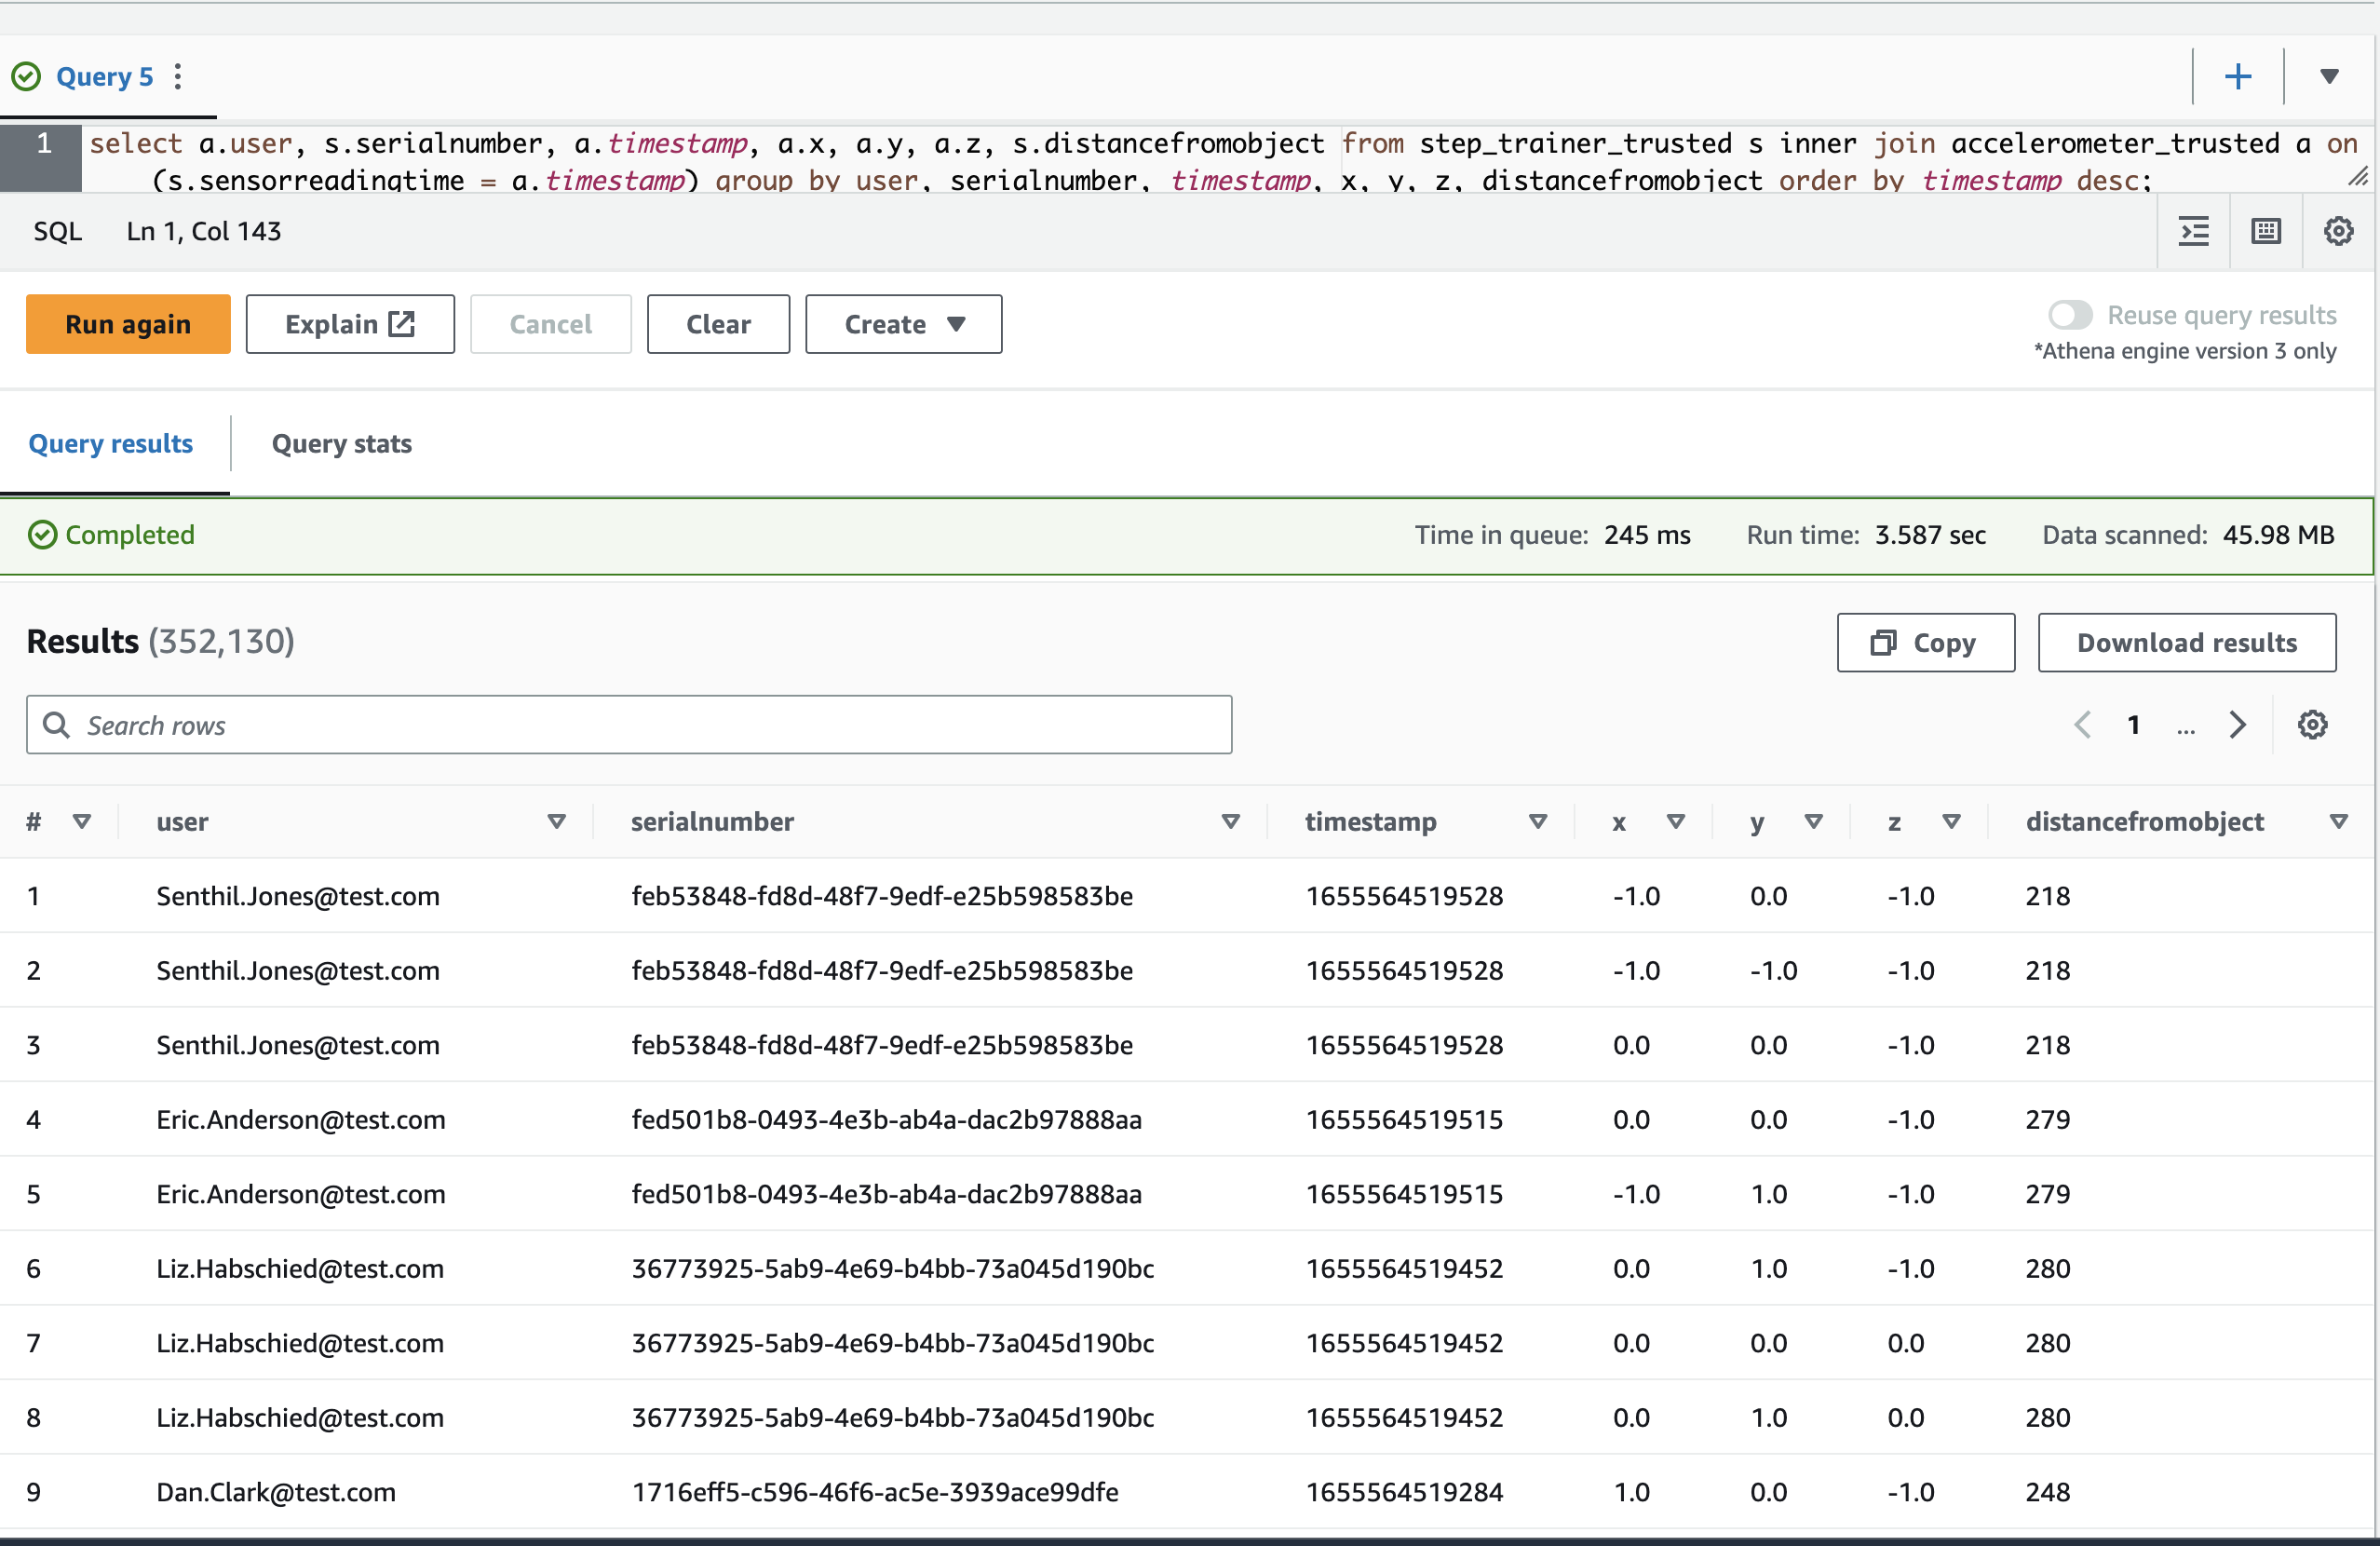 Query 5
1 select a.user, s.serialnumber, a.timestamp, a.x, a.y, a.z, s.distancefromobject from step_trainer_trusted s inner join accelerometer_trusted a on
(s.sensorreadingtime = a.timestamp) group by user, serialnumber, timestamp, x, y, z, distancefromobject order by timestamp desc;
SQL Ln 1, Col 143
Run again Explain Cancel Clear Create Reuse query results
*Athena engine version 3 only
Query results Query stats
Completed Time in queue: 245 ms Run time: 3.587 sec Data scanned: 45.98 MB
Results (352,130) Copy Download results
Search rows 1 ...
# user serialnumber timestamp x y z distancefromobject
1 Senthil.Jones@test.com feb53848-fd8d-48f7-9edf-e25b598583be 1655564519528 -1.0 0.0 -1.0 218
2 Senthil.Jones@test.com feb53848-fd8d-48f7-9edf-e25b598583be 1655564519528 -1.0 -1.0 -1.0 218
3 Senthil.Jones@test.com feb53848-fd8d-48f7-9edf-e25b598583be 1655564519528 0.0 0.0 -1.0 218
4 Eric.Anderson@test.com fed501b8-0493-4e3b-ab4a-dac2b97888aa 1655564519515 0.0 0.0 -1.0 279
5 Eric.Anderson@test.com fed501b8-0493-4e3b-ab4a-dac2b97888aa 1655564519515 -1.0 1.0 -1.0 279
6 Liz.Habschied@test.com 36773925-5ab9-4e69-b4bb-73a045d190bc 1655564519452 0.0 1.0 -1.0 280
7 Liz.Habschied@test.com 36773925-5ab9-4e69-b4bb-73a045d190bc 1655564519452 0.0 0.0 0.0 280
8 Liz.Habschied@test.com 36773925-5ab9-4e69-b4bb-73a045d190bc 1655564519452 0.0 1.0 0.0 280
9 Dan.Clark@test.com 1716eff5-c596-46f6-ac5e-3939ace99dfe 1655564519284 1.0 0.0 -1.0 248